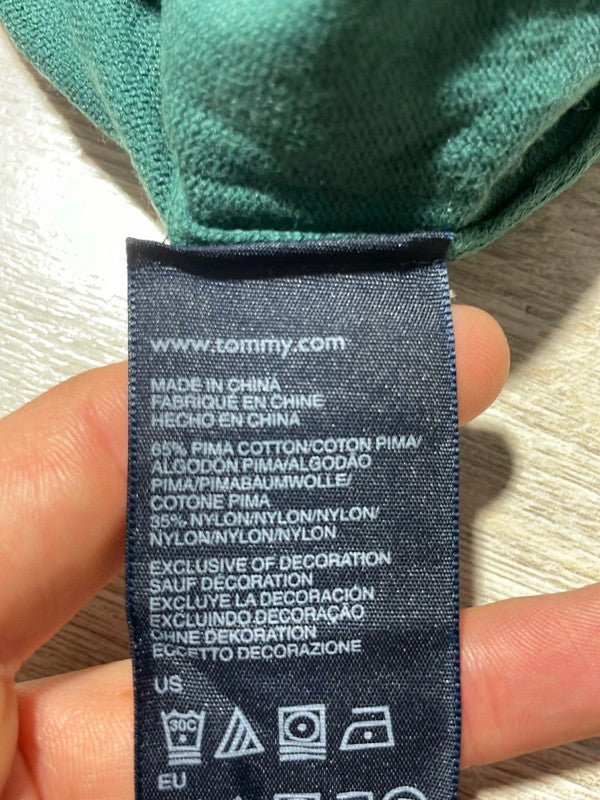 www.tommy.com
MADE IN CHINA
FABRIQUÉ EN CHINE
HECHO EN CHINA
65% PIMA COTTON/COTON PIMA/
ALGODÓN PIMA/ALGODÃO
PIMA/PIMABAUMWOLLE/
COTONE PIMA
35% NYLON/NYLON/NYLON/
NYLON/NYLON/NYLON
EXCLUSIVE OF DECORATION
SAUF DÉCORATION
EXCLUYE LA DECORACIÓN
EXCLUINDO DECORAÇÃO
OHNE DEKORATION
ECCETTO DECORAZIONE
US
30C
EU